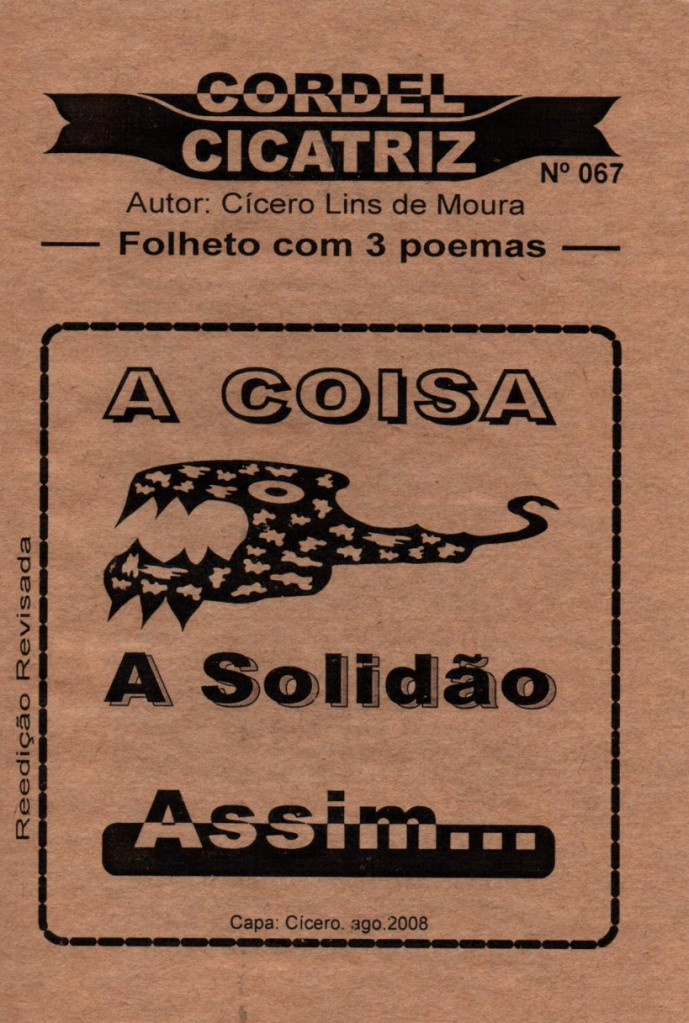 CORDEL
CICATRIZ
Nº 067
Autor: Cícero Lins de Moura
Folheto com 3 poemas
A COISA
A Solidão
Assim...
Capa: Cícero. ago.2008
Reedição Revisada